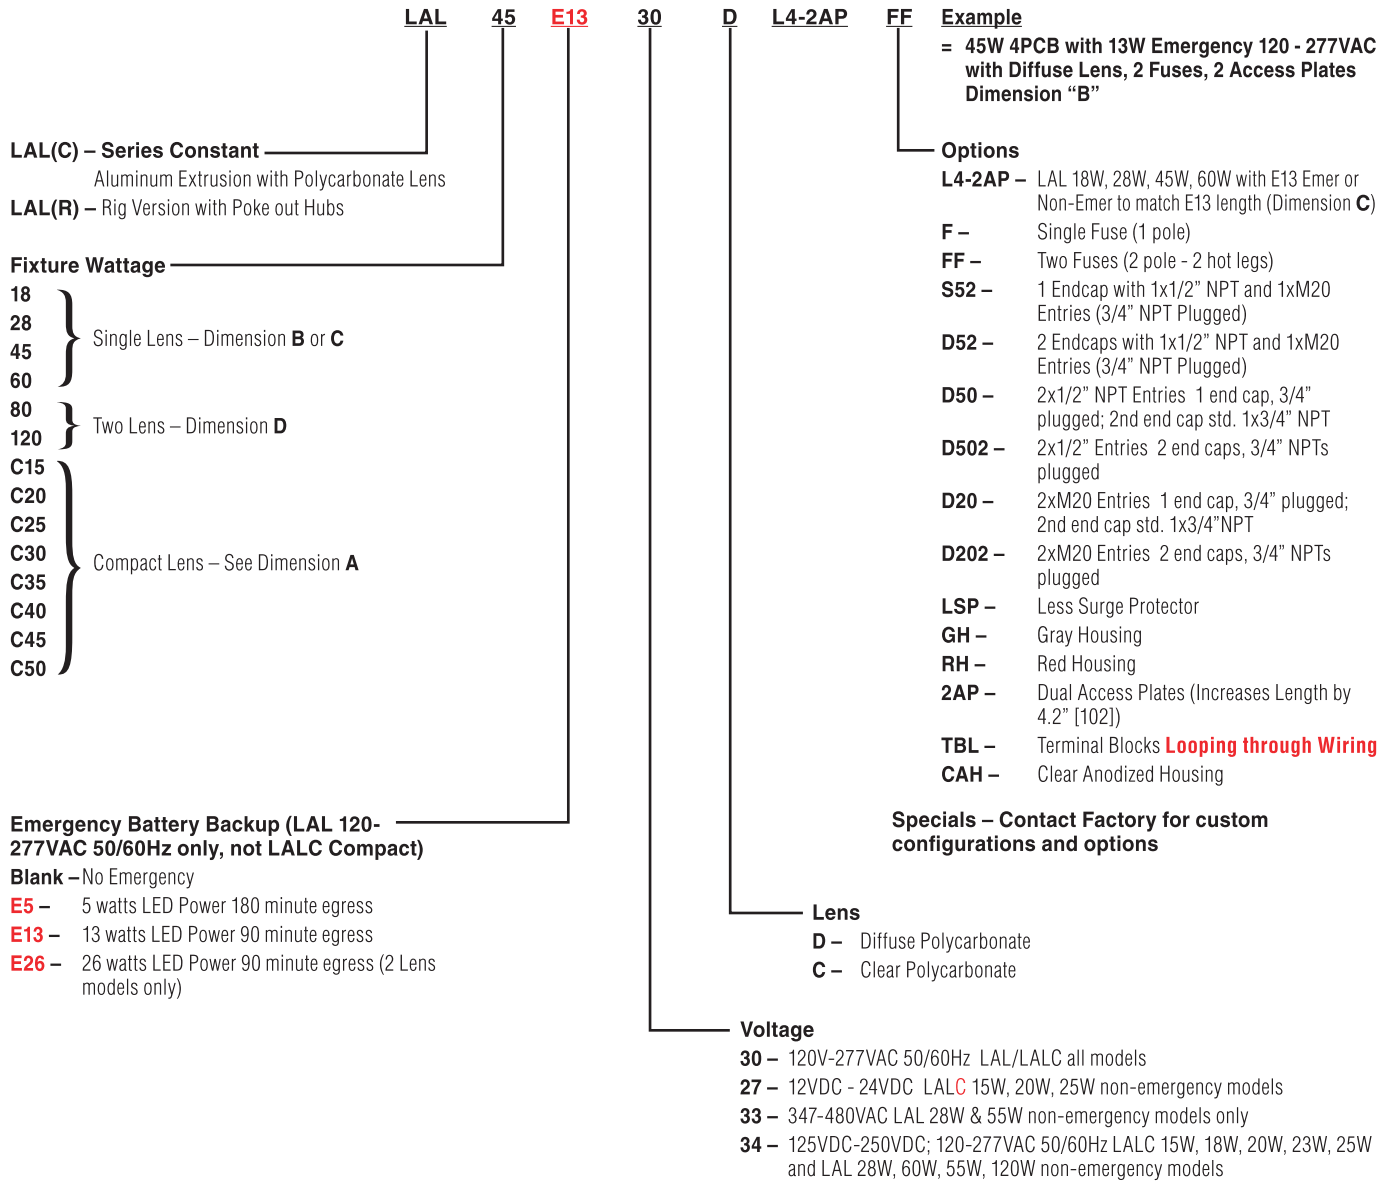 LAL 45 E13 30 D L4-2AP FF Example
= 45W 4PCB with 13W Emergency 120 - 277VAC
with Diffuse Lens, 2 Fuses, 2 Access Plates
Dimension “B”
LAL(C) – Series Constant
Aluminum Extrusion with Polycarbonate Lens
LAL(R) – Rig Version with Poke out Hubs
Fixture Wattage
18
28
45
60
Single Lens – Dimension B or C
80
120
Two Lens – Dimension D
C15
C20
C25
C30
C35
C40
C45
C50
Compact Lens – See Dimension A
Emergency Battery Backup (LAL 120-
277VAC 50/60Hz only, not LALC Compact)
Blank – No Emergency
E5 – 5 watts LED Power 180 minute egress
E13 – 13 watts LED Power 90 minute egress
E26 – 26 watts LED Power 90 minute egress (2 Lens
models only)
Options
L4-2AP – LAL 18W, 28W, 45W, 60W with E13 Emer or
Non-Emer to match E13 length (Dimension C)
F – Single Fuse (1 pole)
FF – Two Fuses (2 pole - 2 hot legs)
S52 – 1 Endcap with 1x1/2” NPT and 1xM20
Entries (3/4” NPT Plugged)
D52 – 2 Endcaps with 1x1/2” NPT and 1xM20
Entries (3/4” NPT Plugged)
D50 – 2x1/2” NPT Entries 1 end cap, 3/4”
plugged; 2nd end cap std. 1x3/4” NPT
D502 – 2x1/2” Entries 2 end caps, 3/4” NPTs
plugged
D20 – 2xM20 Entries 1 end cap, 3/4” plugged;
2nd end cap std. 1x3/4”NPT
D202 – 2xM20 Entries 2 end caps, 3/4” NPTs
plugged
LSP – Less Surge Protector
GH – Gray Housing
RH – Red Housing
2AP – Dual Access Plates (Increases Length by
4.2” [102])
TBL – Terminal Blocks Looping through Wiring
CAH – Clear Anodized Housing
Specials – Contact Factory for custom
configurations and options
Lens
D – Diffuse Polycarbonate
C – Clear Polycarbonate
Voltage
30 – 120V-277VAC 50/60Hz LAL/LALC all models
27 – 12VDC - 24VDC LALC 15W, 20W, 25W non-emergency models
33 – 347-480VAC LAL 28W & 55W non-emergency models only
34 – 125VDC-250VDC; 120-277VAC 50/60Hz LALC 15W, 18W, 20W, 23W, 25W
and LAL 28W, 60W, 55W, 120W non-emergency models